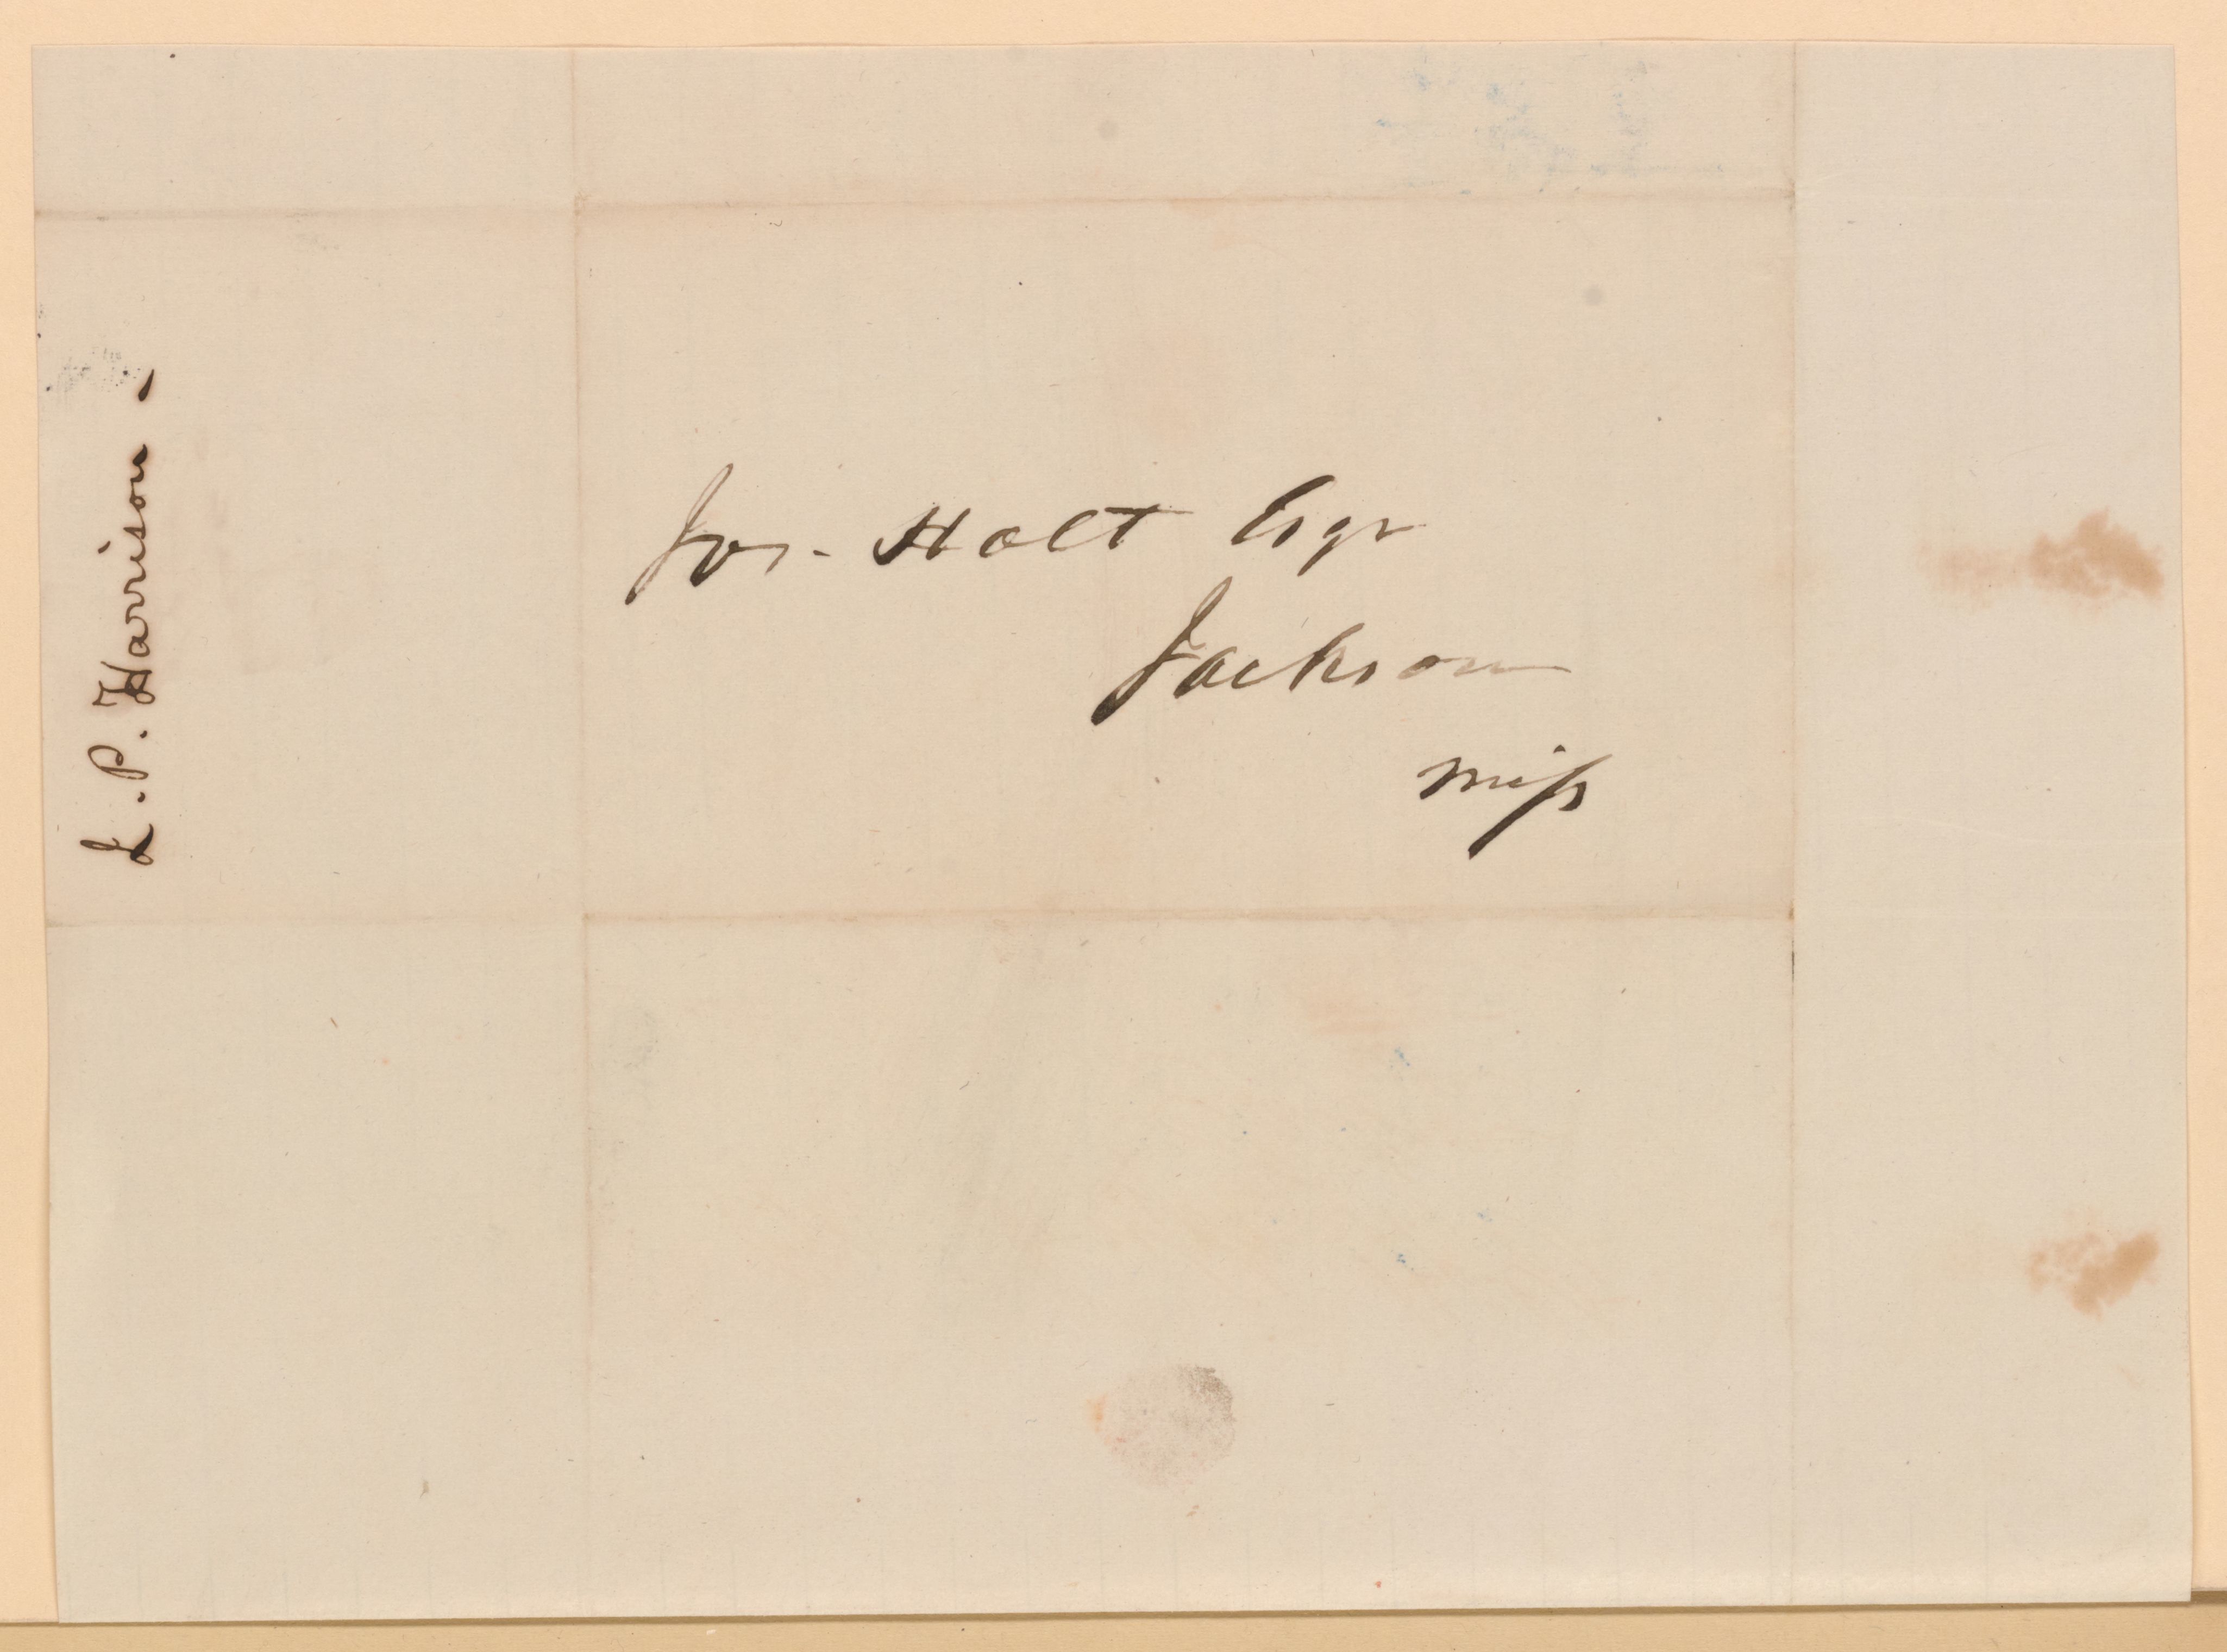 Jos. Holt Esqr
Jackson
Miss
L. P. Harrison.